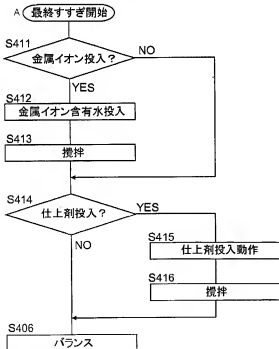 A 最終すすぎ開始
S411
金属イオン投入?
NO
YES
S412
金属イオン含有水投入
S413
攪拌
S414
仕上剤投入?
YES
NO
S415
仕上剤投入動作
S416
攪拌
S406
バランス